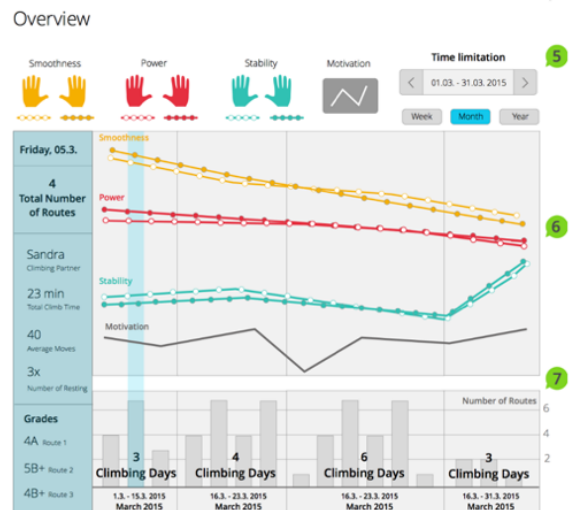 Overview
Smoothness
Power
Stability
Motivation
Time limitation
5
01.03. - 31.03. 2015
Week
Month
Year
Friday, 05.3.
4
Total Number
of Routes
Sandra
Climbing Partner
23 min
Total Climb Time
40
Average Moves
3x
Number of Resting
Grades
4A Route 1
5B+ Route 2
4B+ Route 3
Smoothness
Power
Stability
Motivation
6
7
Number of Routes
6
4
2
3
Climbing Days
4
Climbing Days
6
Climbing Days
3
Climbing Days
1.3. - 15.3. 2015
March 2015
16.3. - 23.3. 2015
March 2015
16.3. - 23.3. 2015
March 2015
16.3. - 31.3. 2015
March 2015